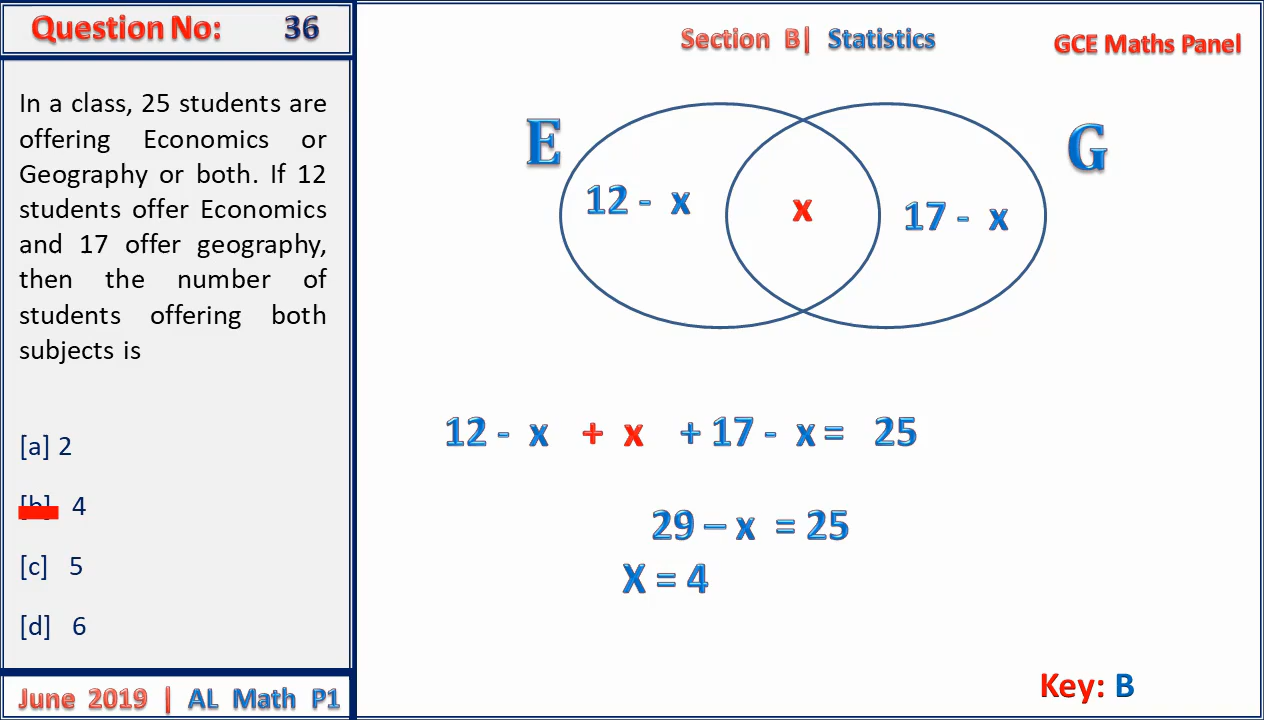 Question No: 36
Section B| Statistics
GCE Maths Panel
In a class, 25 students are
offering Economics or
Geography or both. If 12
students offer Economics
and 17 offer geography,
then the number of
students offering both
subjects is
[a] 2
[b] 4
[c] 5
[d] 6
June 2019 | AL Math P1
E
G
12 - x
x
17 - x
12 - x + x + 17 - x = 25
29 – x = 25
X = 4
Key: B